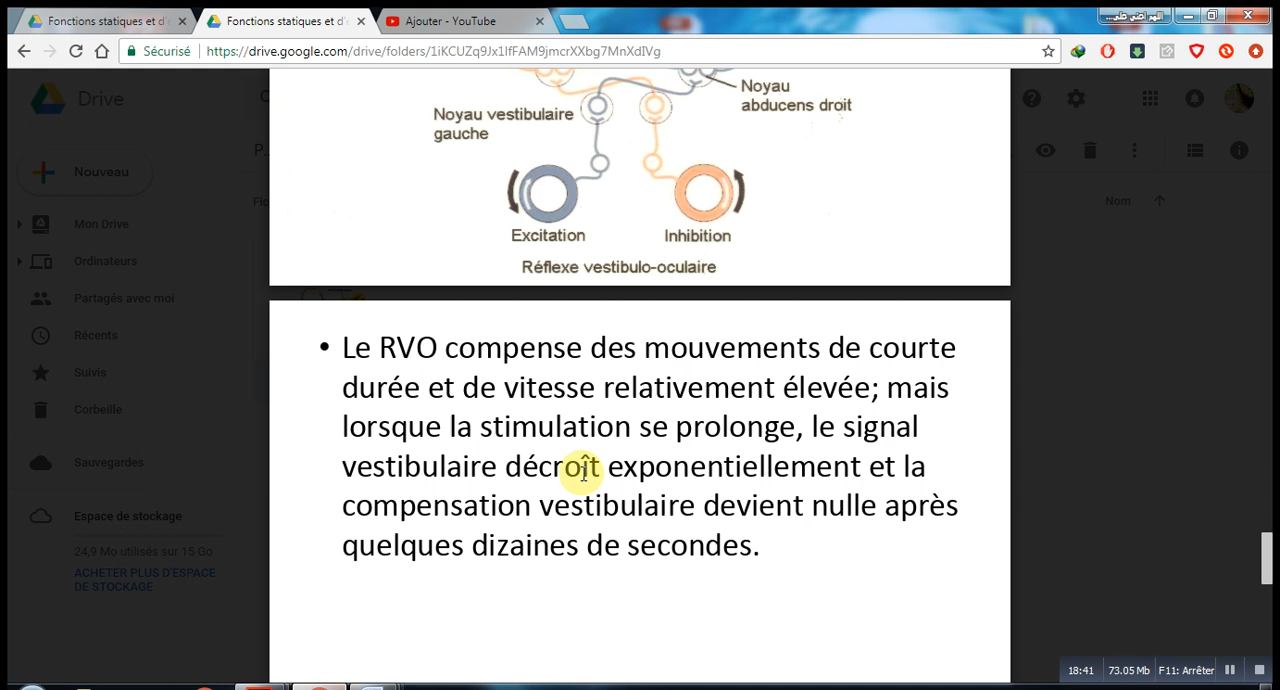 Fonctions statiques et d'
Fonctions statiques et d'
Ajouter - YouTube
Sécurisé
https://drive.google.com/drive/folders/1iKCUZq9Jx1lfFAM9jmcrXXbg7MnXdIVg
Drive
Nouveau
Mon Drive
Ordinateurs
Partagés avec moi
Récents
Suivis
Corbeille
Sauvegardes
Espace de stockage
24,9 Mo utilisés sur 15 Go
ACHETER PLUS D'ESPACE
DE STOCKAGE
Nom
Noyau vestibulaire
gauche
Noyau
abducens droit
Excitation
Inhibition
Réflexe vestibulo-oculaire
• Le RVO compense des mouvements de courte
durée et de vitesse relativement élevée; mais
lorsque la stimulation se prolonge, le signal
vestibulaire décroît exponentiellement et la
compensation vestibulaire devient nulle après
quelques dizaines de secondes.
18:41
73.05 Mb
F11: Arrêter